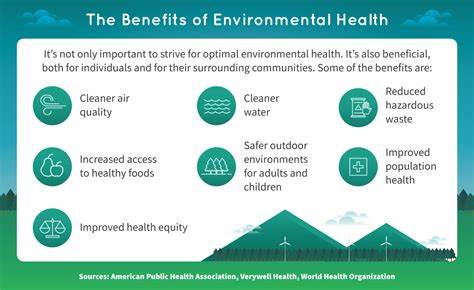 The Benefits of Environmental Health
It's not only important to strive for optimal environmental health. It's also beneficial,
both for individuals and for their surrounding communities. Some of the benefits are:
Cleaner air
quality
Cleaner
water
Reduced
hazardous
waste
Increased access
to healthy foods
Safer outdoor
environments
for adults and
children
Improved
population
health
Improved health equity
Sources: American Public Health Association, Verywell Health, World Health Organization